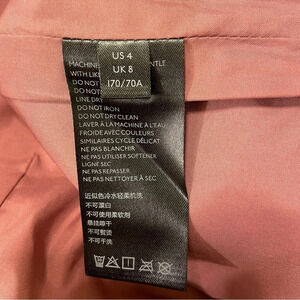 US 4
UK 8
170/70A
MACHINE
WITH LIK
DO NOT
DO NOT
LINE DRY
DO NOT IRON
DO NOT DRY CLEAN
LAVER À LA MACHINE À L'EAU
FROIDE AVEC COULEURS
SIMILAIRES CYCLE DÉLICAT
NE PAS BLANCHIR
NE PAS UTILISER SOFTENER
LIGNE SEC
NE PAS REPASSER
NE PAS NETTOYER À SEC
近似色冷水轻柔机洗
不可漂白
不可使用柔软剂
悬挂晾干
不可熨烫
不可干洗